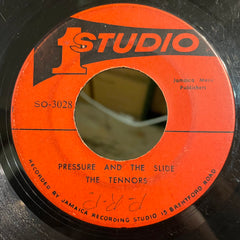 1 STUDIO
Jamaica Music
Publishers
SO-3028
PRESSURE AND THE SLIDE
THE TENNORS
RECORDED BY JAMAICA RECORDING STUDIO 13 BRENTFORD ROAD